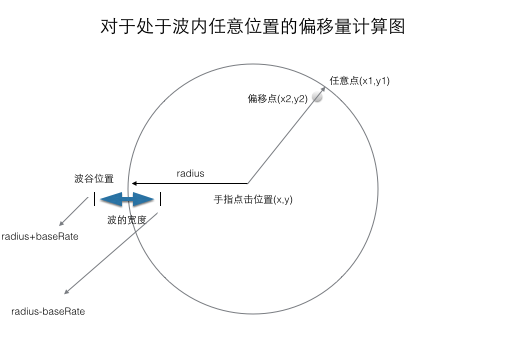 对于处于波内任意位置的偏移量计算图
任意点(x1,y1)
偏移点(x2,y2)
radius
波谷位置
手指点击位置(x,y)
波的宽度
radius+baseRate
radius-baseRate